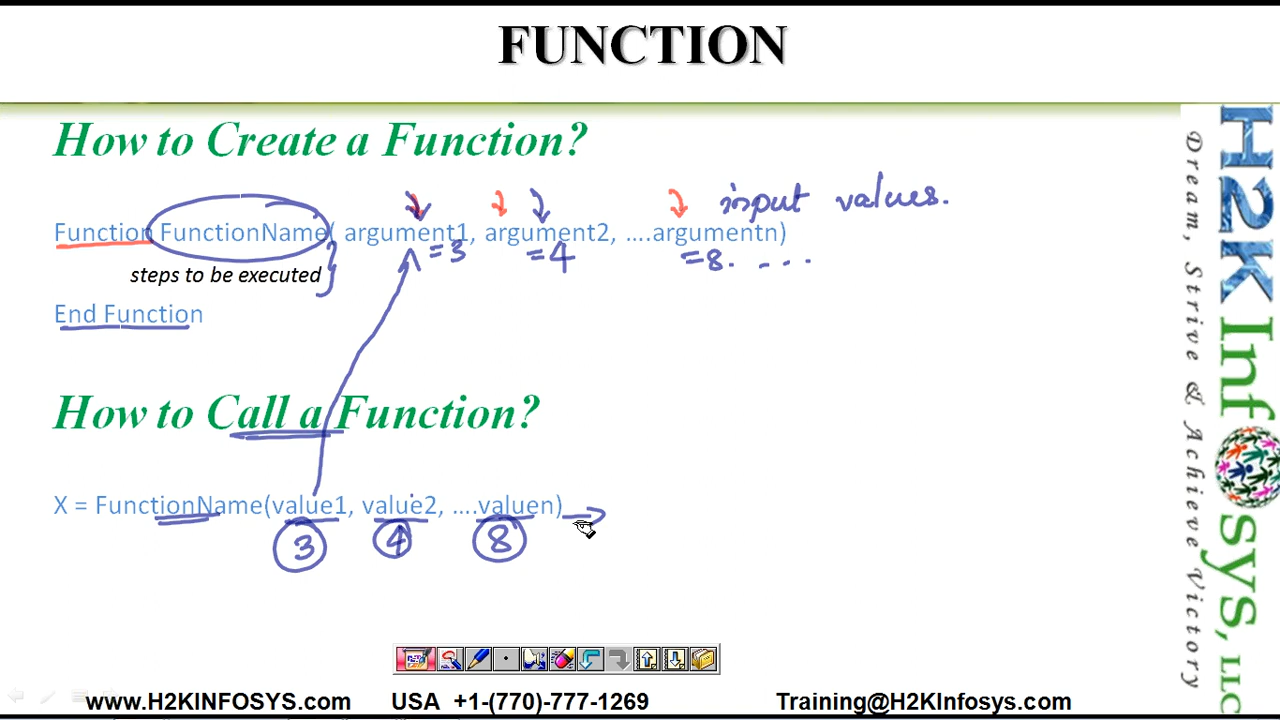 FUNCTION
How to Create a Function?
input values.
Function FunctionName( argument1, argument2, ....argumentn)
=3 =4 =8. ...
steps to be executed
End Function
How to Call a Function?
X = FunctionName(value1, value2, ....valuen)
3 4 8
www.H2KINFOSYS.com USA +1-(770)-777-1269 Training@H2KInfosys.com
Dream, Strive & Achieve Victory
H2K Infosys, LLC